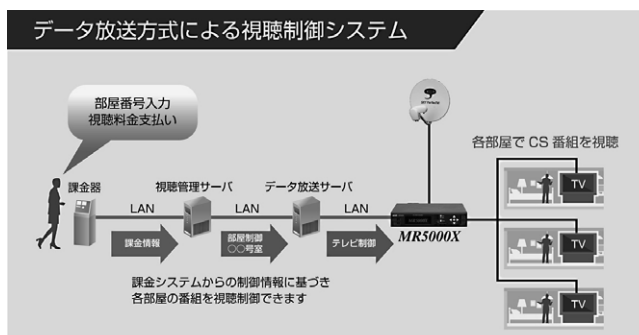 データ放送方式による視聴制御システム
部屋番号入力
視聴料金支払い
各部屋で CS 番組を視聴
課金器
視聴管理サーバ
データ放送サーバ
LAN
LAN
LAN
課金情報
部屋制御
○○号室
テレビ制御
MR5000X
TV
TV
TV
課金システムからの制御情報に基づき
各部屋の番組を視聴制御できます